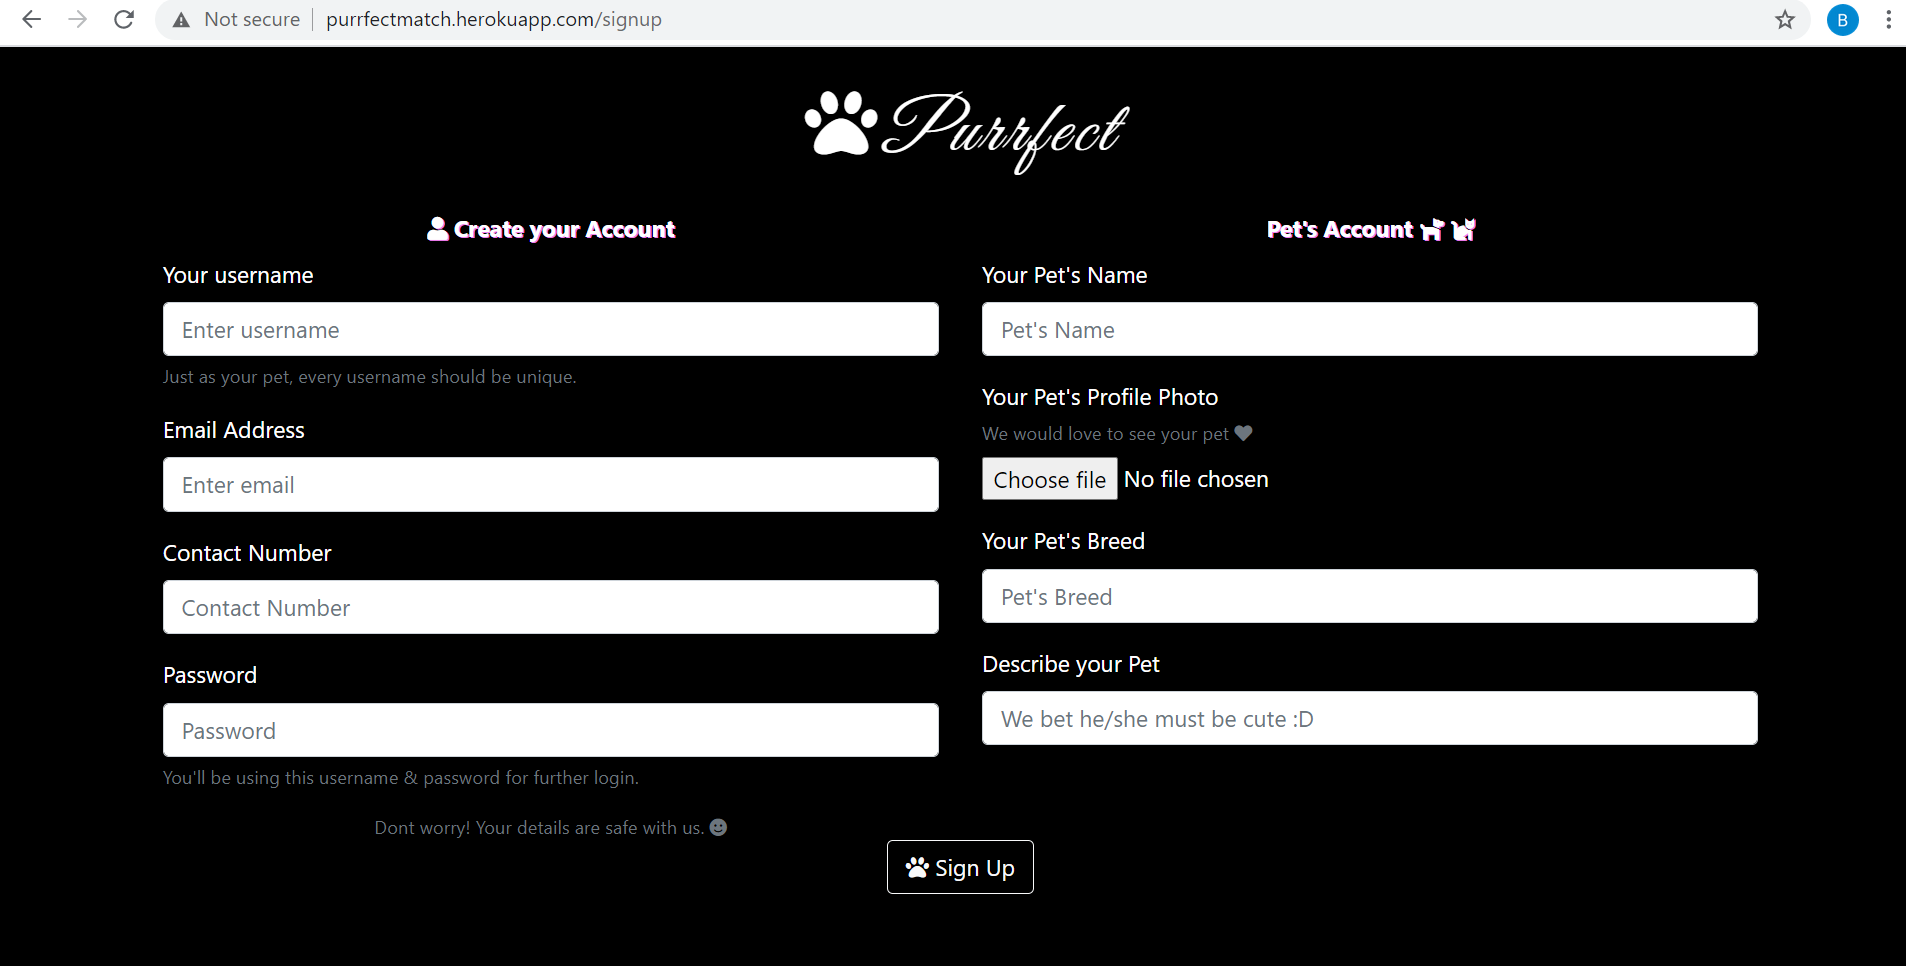 Not secure | purrfectmatch.herokuapp.com/signup
B
Purrfect
Create your Account
Your username
Enter username
Just as your pet, every username should be unique.
Email Address
Enter email
Contact Number
Contact Number
Password
Password
You'll be using this username & password for further login.
Dont worry! Your details are safe with us.
Pet's Account
Your Pet's Name
Pet's Name
Your Pet's Profile Photo
We would love to see your pet
Choose file No file chosen
Your Pet's Breed
Pet's Breed
Describe your Pet
We bet he/she must be cute :D
Sign Up